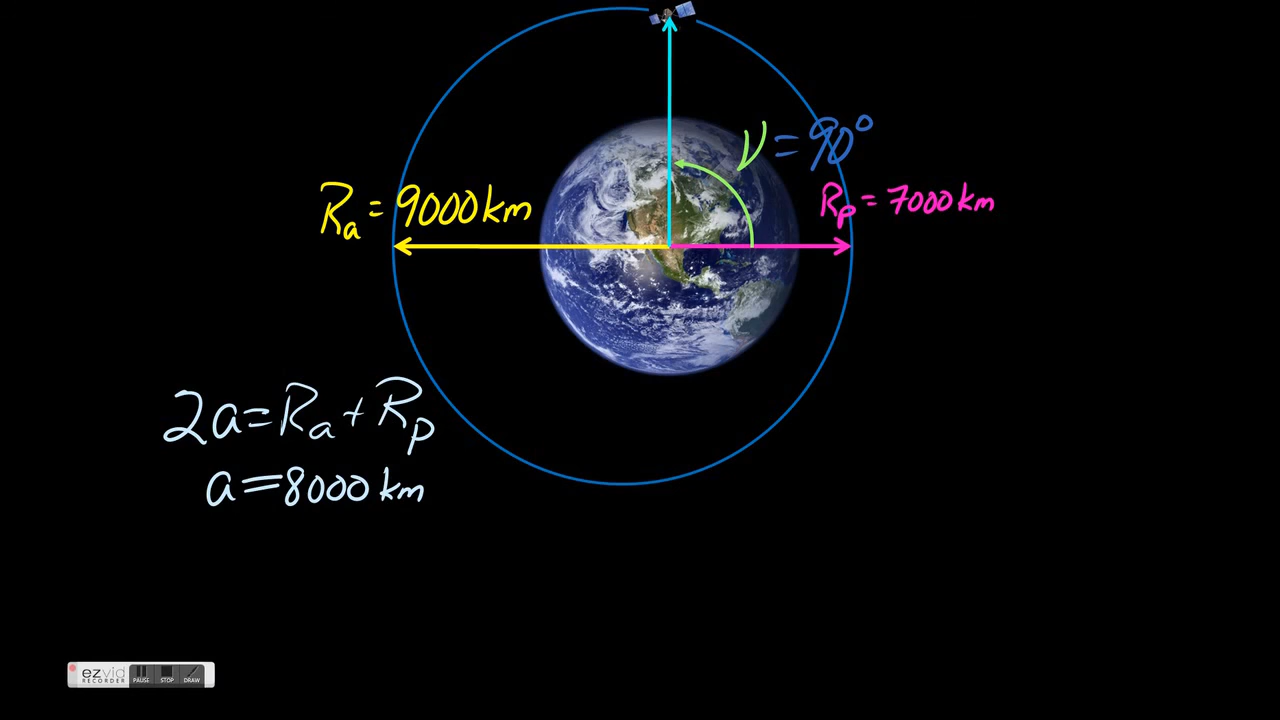 ν = 90°
Ra = 9000 km
Rp = 7000 km
2a = Ra + Rp
a = 8000 km
ezvid
RECORDER
PAUSE STOP DRAW